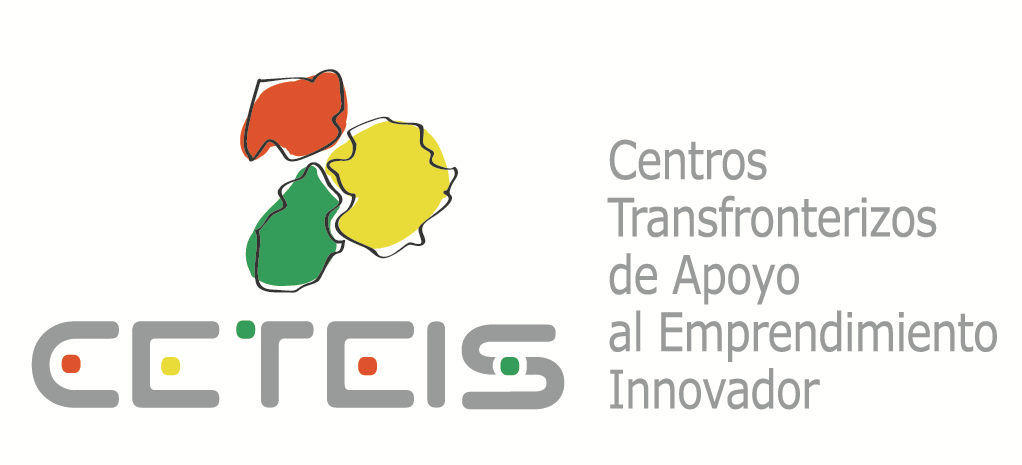 CETEIS
Centros
Transfronterizos
de Apoyo
al Emprendimiento
Innovador